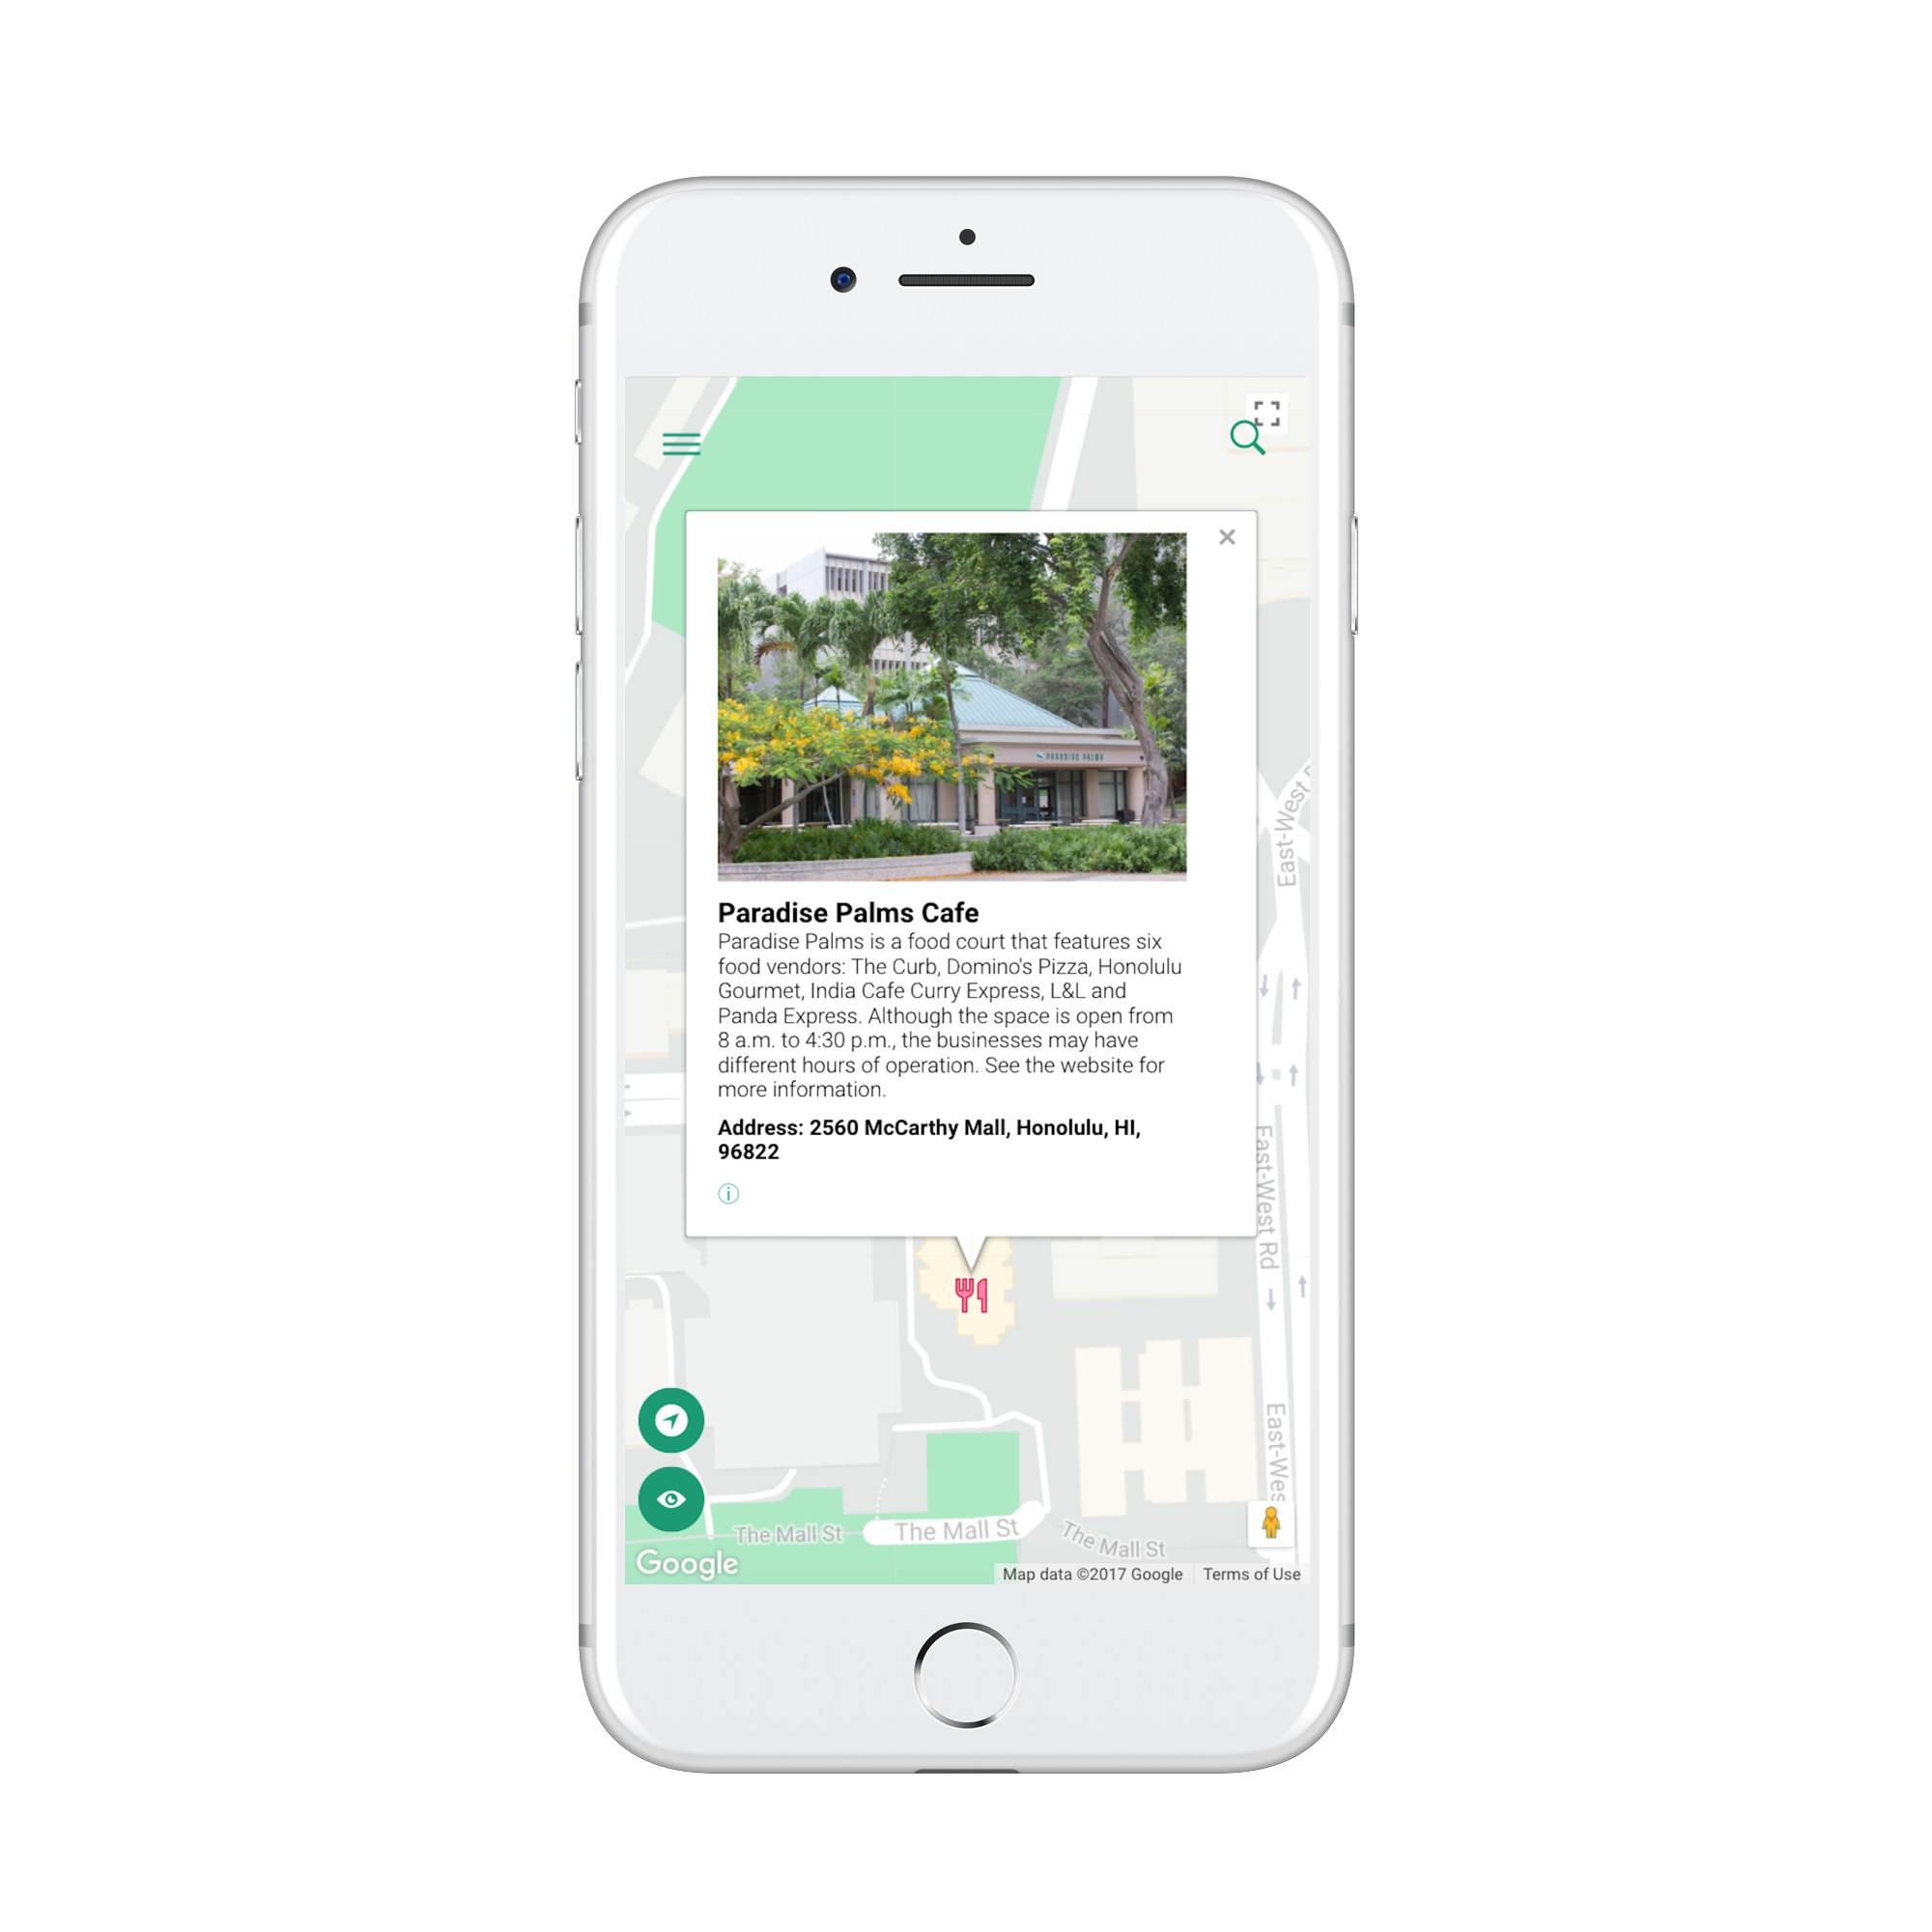 PARADISE PALMS
Paradise Palms Cafe
Paradise Palms is a food court that features six
food vendors: The Curb, Domino's Pizza, Honolulu
Gourmet, India Cafe Curry Express, L&L and
Panda Express. Although the space is open from
8 a.m. to 4:30 p.m., the businesses may have
different hours of operation. See the website for
more information.
Address: 2560 McCarthy Mall, Honolulu, HI,
96822
East-West R
East-West Rd
East-Wes
The Mall St
The Mall St
The Mall St
Google
Map data ©2017 Google
Terms of Use